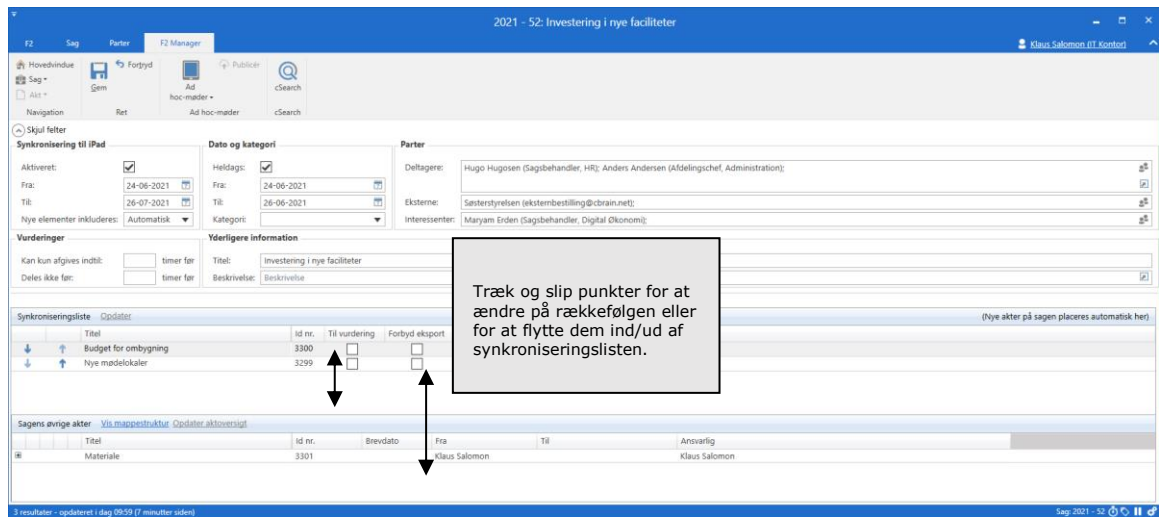 2021 - 52: Investering i nye faciliteter
F2 Sag Parter F2 Manager Klaus Salomon (IT Kontor)
Hovedvindue
Sag
Akt
Navigation
Gem
Fortryd
Ret
Ad hoc-møder
Publicér
Ad hoc-møder
cSearch
cSearch
Skjul felter
Synkronisering til iPad
Aktiveret:
Fra: 24-06-2021
Til: 26-07-2021
Nye elementer inkluderes: Automatisk
Dato og kategori
Heldags:
Fra: 24-06-2021
Til: 26-06-2021
Kategori:
Parter
Deltagere: Hugo Hugosen (Sagsbehandler, HR); Anders Andersen (Afdelingschef, Administration);
Eksterne: Søsterstyrelsen (eksternbestilling@cbrain.net);
Interessenter: Maryam Erden (Sagsbehandler, Digital Økonomi);
Vurderinger
Kan kun afgives indtil: timer før
Deles ikke før: timer før
Yderligere information
Titel: Investering i nye faciliteter
Beskrivelse: Beskrivelse
Træk og slip punkter for at
ændre på rækkefølgen eller
for at flytte dem ind/ud af
synkroniseringslisten.
Synkroniseringsliste Opdater (Nye akter på sagen placeres automatisk her)
Titel Id nr. Til vurdering Forbyd eksport
Budget for ombygning 3300
Nye mødelokaler 3299
Sagens øvrige akter Vis mappestruktur Opdater aktoversigt
Titel Id nr. Brevdato Fra Til Ansvarlig
Materiale 3301 Klaus Salomon Klaus Salomon
3 resultater - opdateret i dag 09:59 (7 minutter siden) Sag: 2021 - 52